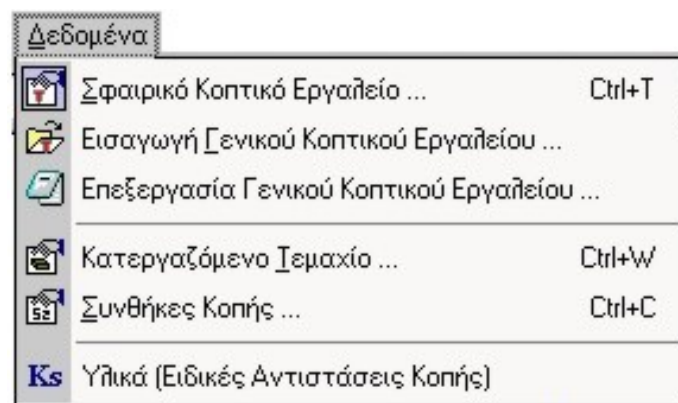 Δεδομένα
Σφαιρικό Κοπτικό Εργαλείο ... Ctrl+T
Εισαγωγή Γενικού Κοπτικού Εργαλείου ...
Επεξεργασία Γενικού Κοπτικού Εργαλείου ...
Κατεργαζόμενο Τεμαχίο ... Ctrl+W
Συνθήκες Κοπής ... Ctrl+C
Ks Υλικά (Ειδικές Αντιστάσεις Κοπής)